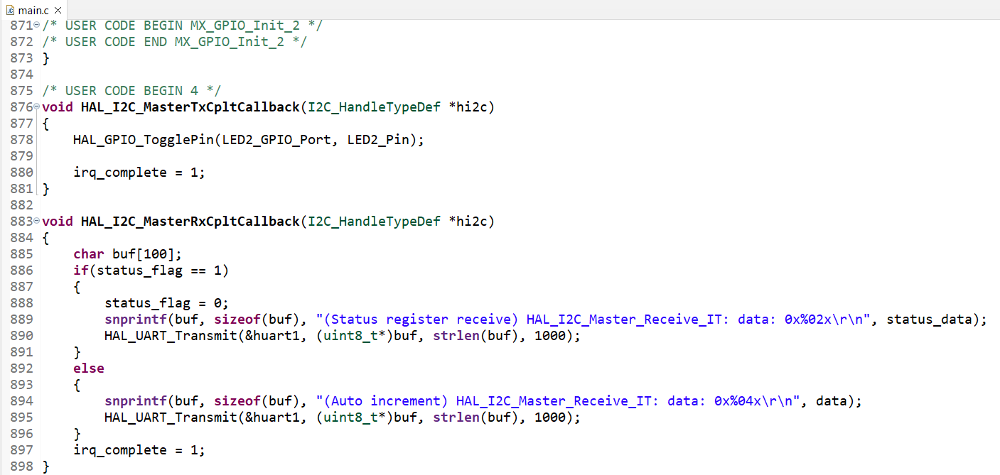 main.c
871 /* USER CODE BEGIN MX_GPIO_Init_2 */
872 /* USER CODE END MX_GPIO_Init_2 */
873 }
874
875 /* USER CODE BEGIN 4 */
876 void HAL_I2C_MasterTxCpltCallback(I2C_HandleTypeDef *hi2c)
877 {
878     HAL_GPIO_TogglePin(LED2_GPIO_Port, LED2_Pin);
879
880     irq_complete = 1;
881 }
882
883 void HAL_I2C_MasterRxCpltCallback(I2C_HandleTypeDef *hi2c)
884 {
885     char buf[100];
886     if(status_flag == 1)
887     {
888         status_flag = 0;
889         snprintf(buf, sizeof(buf), "(Status register receive) HAL_I2C_Master_Receive_IT: data: 0x%02x\r\n", status_data);
890         HAL_UART_Transmit(&huart1, (uint8_t*)buf, strlen(buf), 1000);
891     }
892     else
893     {
894         snprintf(buf, sizeof(buf), "(Auto increment) HAL_I2C_Master_Receive_IT: data: 0x%04x\r\n", data);
895         HAL_UART_Transmit(&huart1, (uint8_t*)buf, strlen(buf), 1000);
896     }
897     irq_complete = 1;
898 }